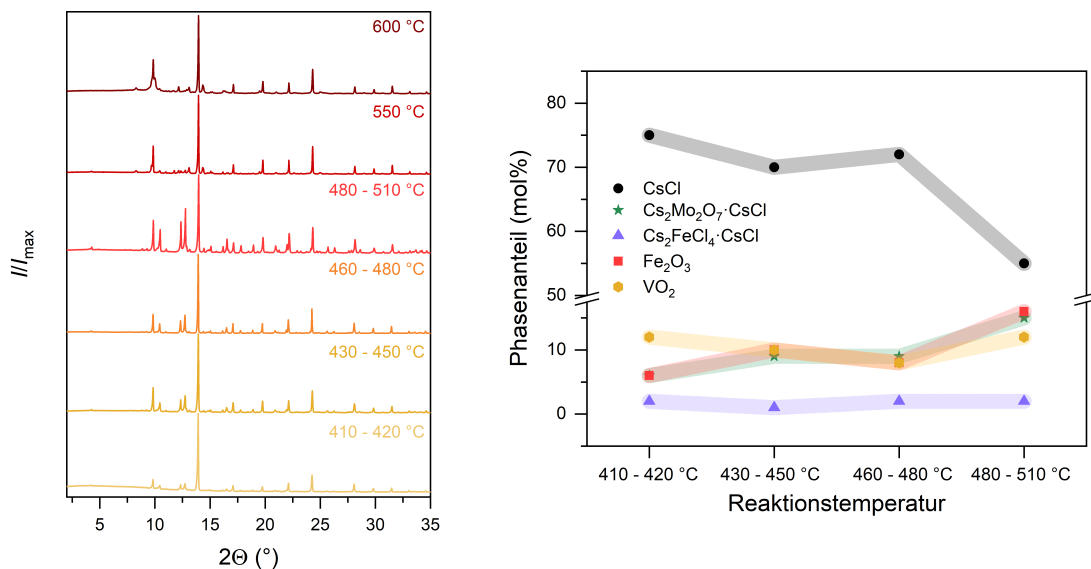 600 °C
550 °C
480 - 510 °C
460 - 480 °C
430 - 450 °C
410 - 420 °C
I/Imax
5 10 15 20 25 30 35
2Θ (°)
80
70
60
50
10
0
Phasenanteil (mol%)
CsCl
Cs₂Mo₂O₇·CsCl
Cs₂FeCl₄·CsCl
Fe₂O₃
VO₂
410 - 420 °C 430 - 450 °C 460 - 480 °C 480 - 510 °C
Reaktionstemperatur